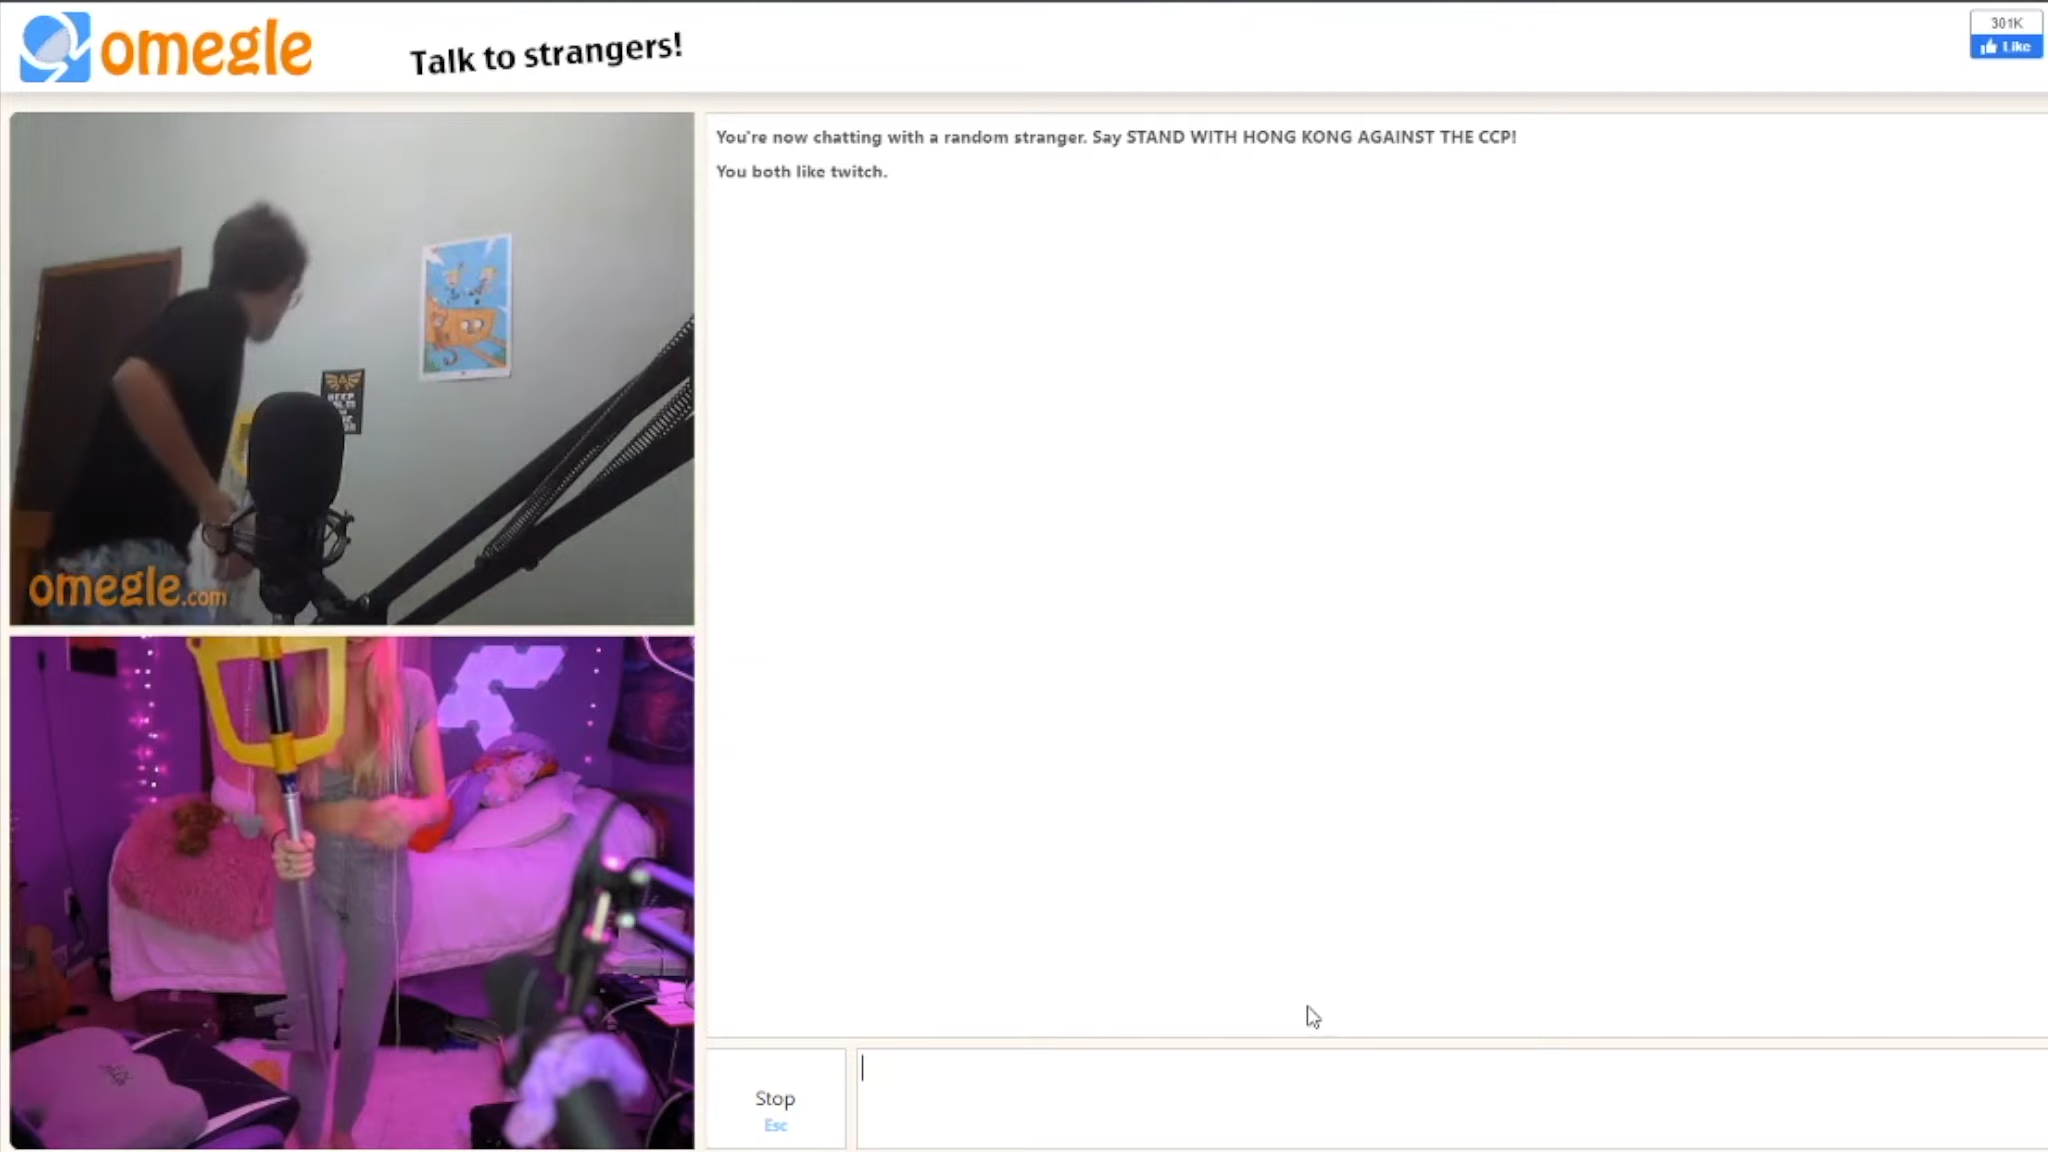 omegle
Talk to strangers!
301K
Like
You're now chatting with a random stranger. Say STAND WITH HONG KONG AGAINST THE CCP!
You both like twitch.
KEEP
omegle.com
Stop
Esc